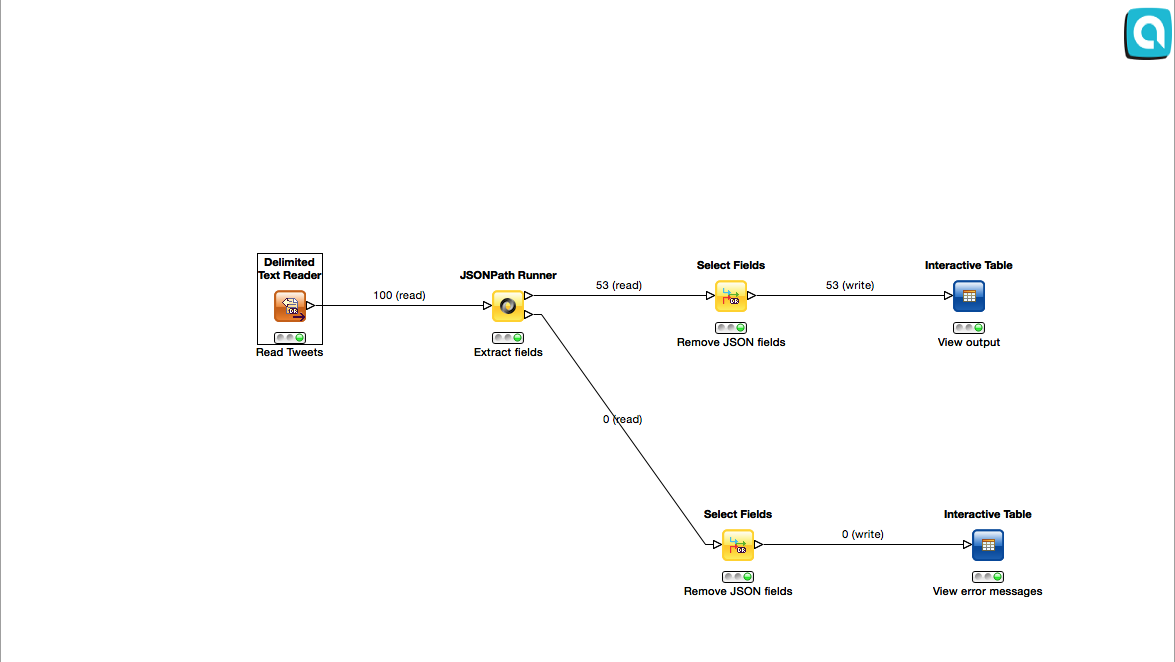 Delimited
Text Reader
Read Tweets
100 (read)
JSONPath Runner
Extract fields
53 (read)
Select Fields
Remove JSON fields
53 (write)
Interactive Table
View output
0 (read)
Select Fields
Remove JSON fields
0 (write)
Interactive Table
View error messages